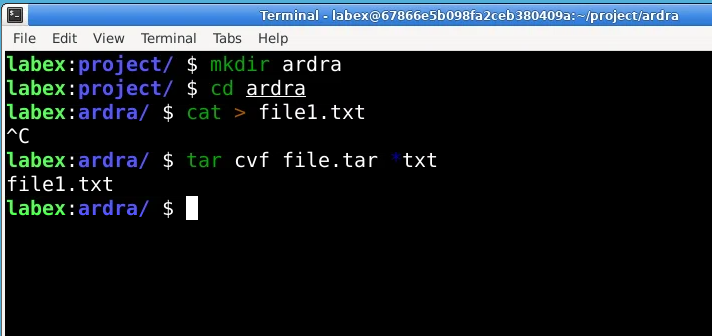 Terminal - labex@67866e5b098fa2ceb380409a:~/project/ardra
File Edit View Terminal Tabs Help
labex:project/ $ mkdir ardra
labex:project/ $ cd ardra
labex:ardra/ $ cat > file1.txt
^C
labex:ardra/ $ tar cvf file.tar *txt
file1.txt
labex:ardra/ $